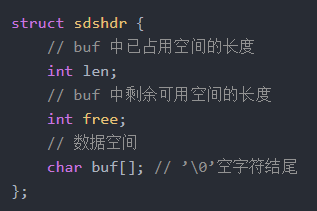 struct sdshdr {
// buf 中已占用空间的长度
int len;
// buf 中剩余可用空间的长度
int free;
// 数据空间
char buf[]; // ’\0’空字符结尾
};